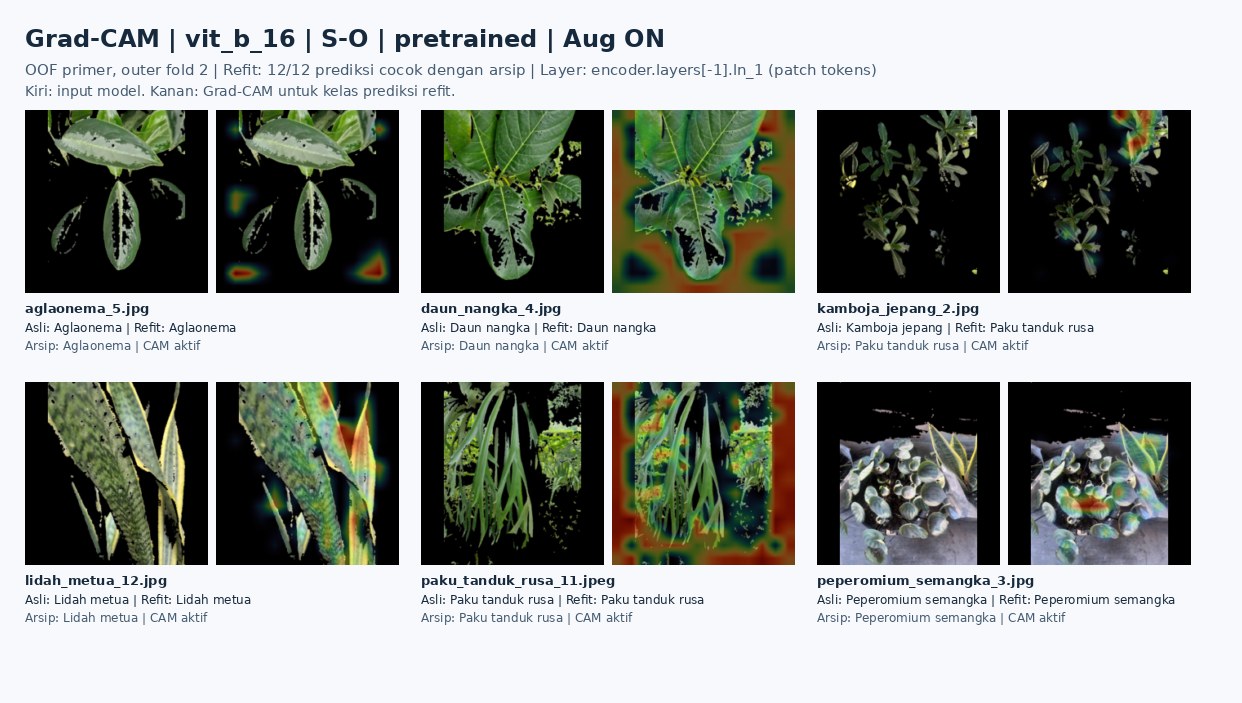 Grad-CAM | vit_b_16 | S-O | pretrained | Aug ON
OOF primer, outer fold 2 | Refit: 12/12 prediksi cocok dengan arsip | Layer: encoder.layers[-1].ln_1 (patch tokens)
Kiri: input model. Kanan: Grad-CAM untuk kelas prediksi refit.
aglaonema_5.jpg
Asli: Aglaonema | Refit: Aglaonema
Arsip: Aglaonema | CAM aktif
daun_nangka_4.jpg
Asli: Daun nangka | Refit: Daun nangka
Arsip: Daun nangka | CAM aktif
kamboja_jepang_2.jpg
Asli: Kamboja jepang | Refit: Paku tanduk rusa
Arsip: Paku tanduk rusa | CAM aktif
lidah_metua_12.jpg
Asli: Lidah metua | Refit: Lidah metua
Arsip: Lidah metua | CAM aktif
paku_tanduk_rusa_11.jpeg
Asli: Paku tanduk rusa | Refit: Paku tanduk rusa
Arsip: Paku tanduk rusa | CAM aktif
peperomium_semangka_3.jpg
Asli: Peperomium semangka | Refit: Peperomium semangka
Arsip: Peperomium semangka | CAM aktif